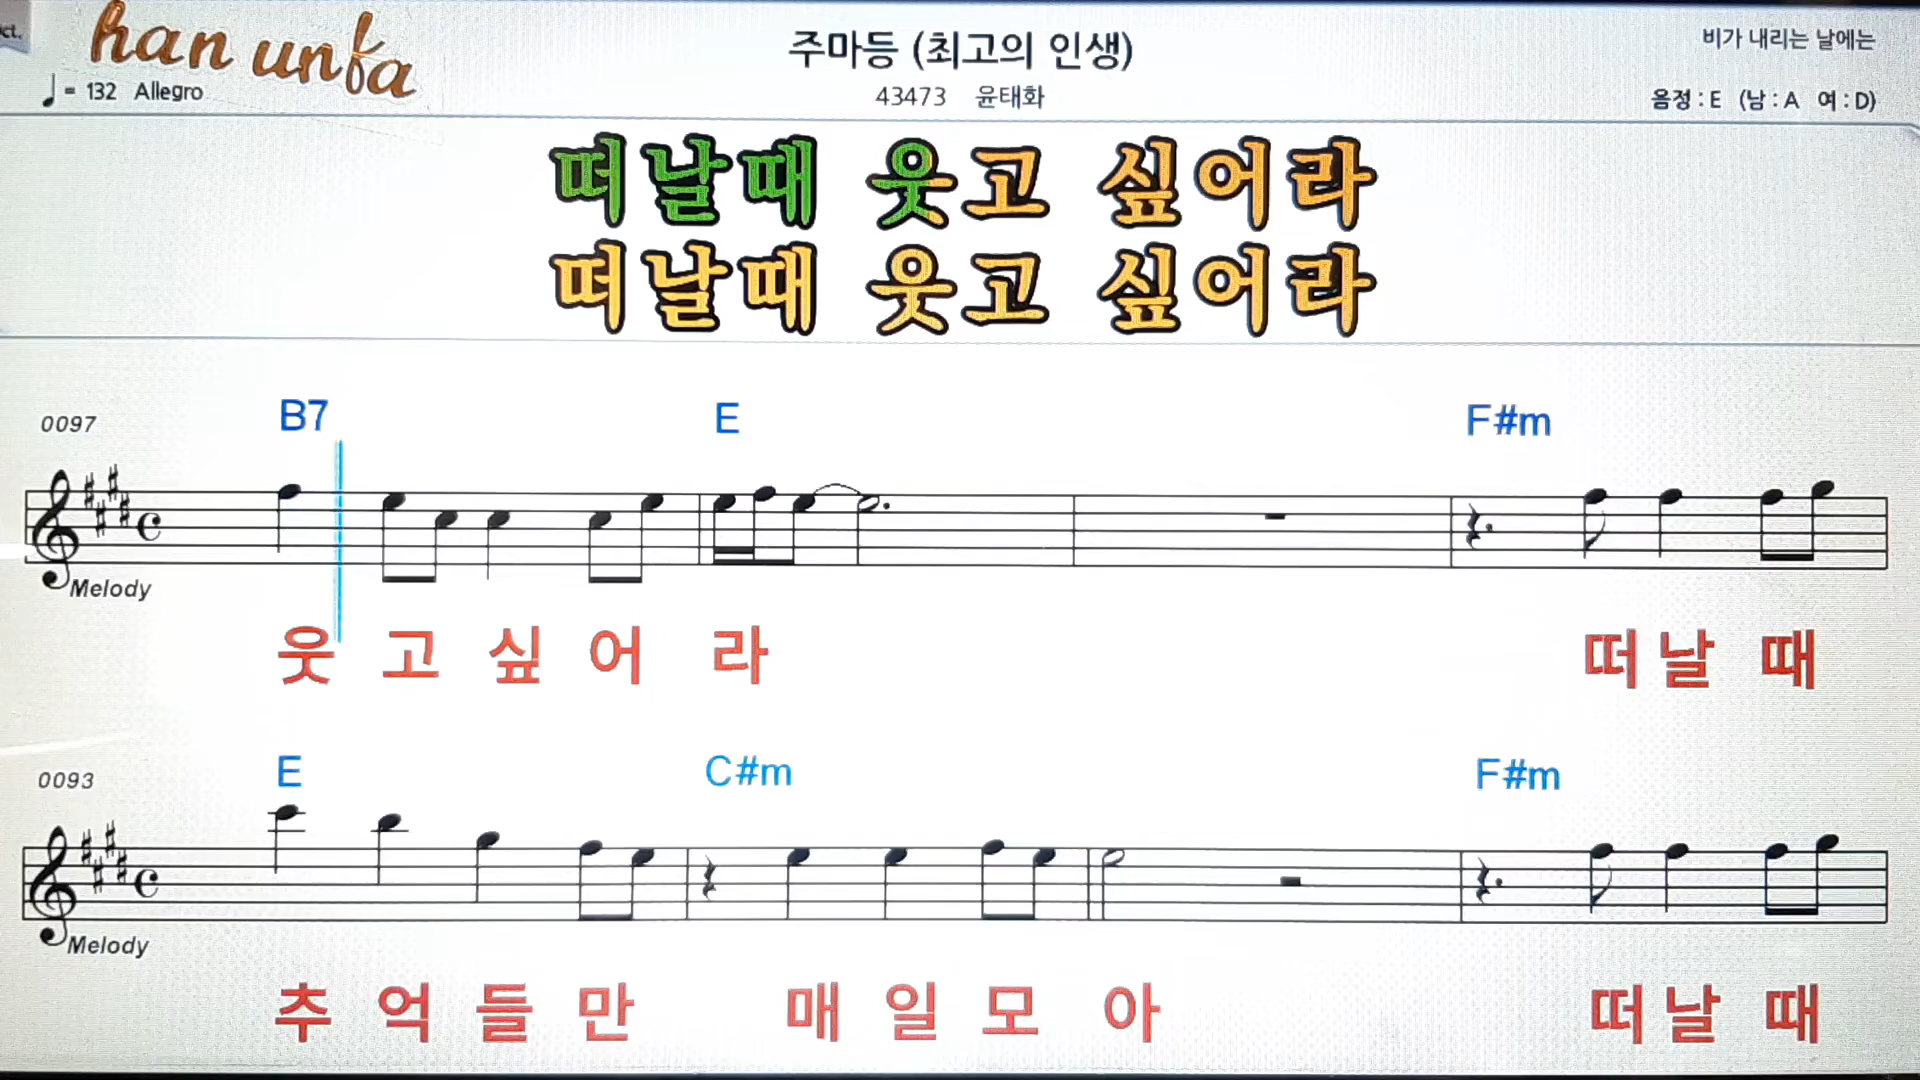 ct.
han unfa
주마등 (최고의 인생)
비가 내리는 날에는
♩= 132 Allegro
43473 윤태화
음정 : E (남 : A 여 : D)
떠날때 웃고 싶어라
떠날때 웃고 싶어라
0097 B7 E F#m
Melody
웃 고 싶 어 라 떠 날 때
0093 E C#m F#m
Melody
추 억 들 만 매 일 모 아 떠 날 때